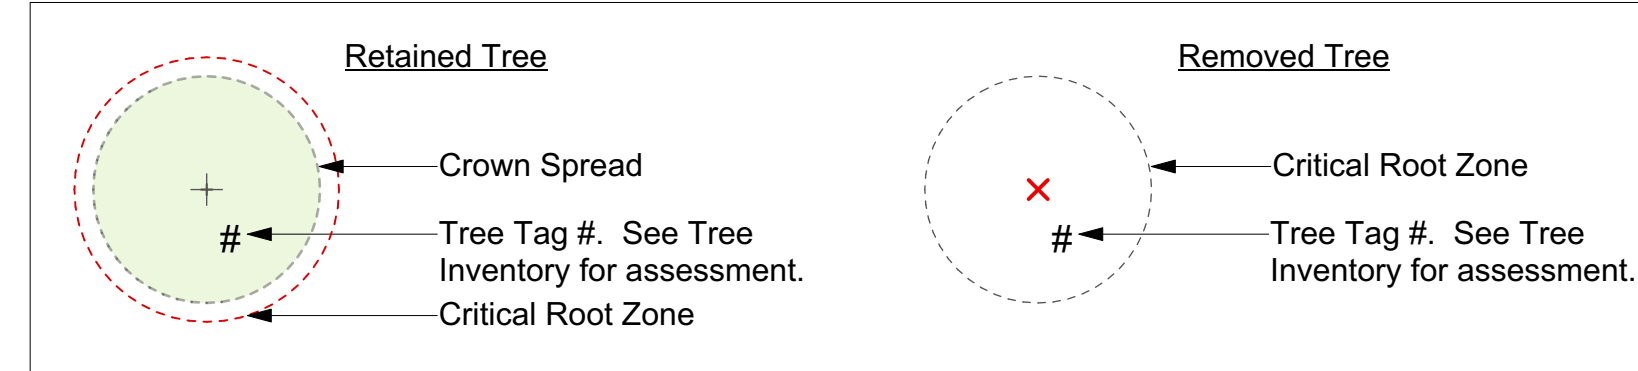 Retained Tree
Crown Spread
#
Tree Tag #. See Tree
Inventory for assessment.
Critical Root Zone
Removed Tree
Critical Root Zone
#
Tree Tag #. See Tree
Inventory for assessment.